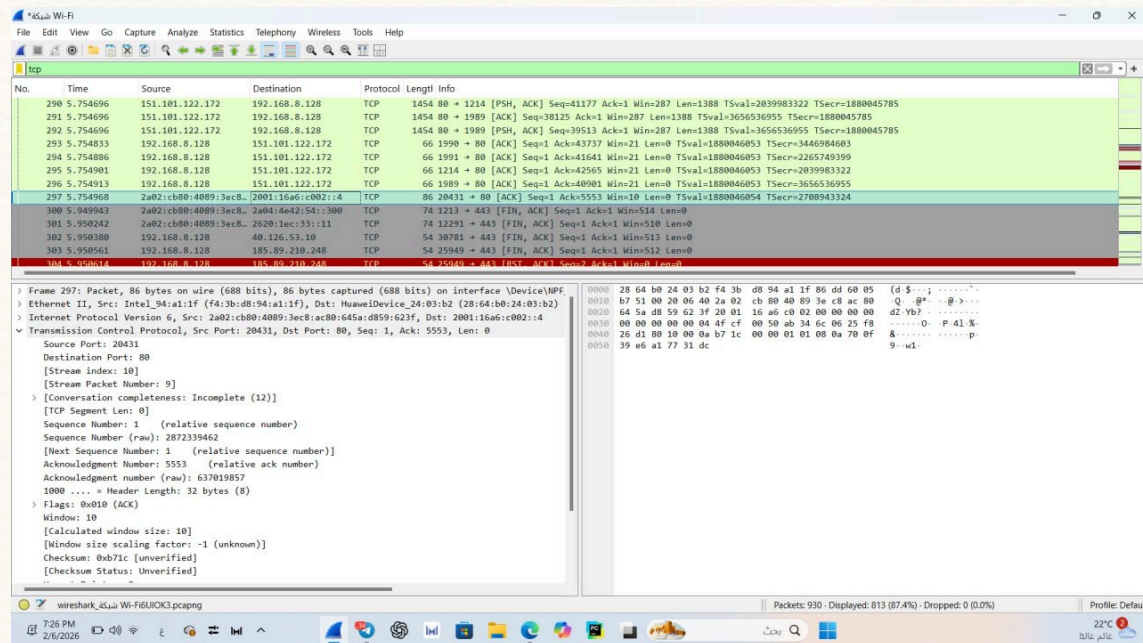 *شبكة Wi-Fi
File Edit View Go Capture Analyze Statistics Telephony Wireless Tools Help
tcp
No. Time Source Destination Protocol Lengtl Info
290 5.754696 151.101.122.172 192.168.8.128 TCP 1454 80 → 1214 [PSH, ACK] Seq=41177 Ack=1 Win=287 Len=1388 TSval=2039983322 TSecr=1880045785
291 5.754696 151.101.122.172 192.168.8.128 TCP 1454 80 → 1989 [ACK] Seq=38125 Ack=1 Win=287 Len=1388 TSval=3656536955 TSecr=1880045785
292 5.754696 151.101.122.172 192.168.8.128 TCP 1454 80 → 1989 [PSH, ACK] Seq=39513 Ack=1 Win=287 Len=1388 TSval=3656536955 TSecr=1880045785
293 5.754833 192.168.8.128 151.101.122.172 TCP 66 1990 → 80 [ACK] Seq=1 Ack=43737 Win=21 Len=0 TSval=1880046053 TSecr=3446984603
294 5.754886 192.168.8.128 151.101.122.172 TCP 66 1991 → 80 [ACK] Seq=1 Ack=41641 Win=21 Len=0 TSval=1880046053 TSecr=2265749399
295 5.754901 192.168.8.128 151.101.122.172 TCP 66 1214 → 80 [ACK] Seq=1 Ack=42565 Win=21 Len=0 TSval=1880046053 TSecr=2039983322
296 5.754913 192.168.8.128 151.101.122.172 TCP 66 1989 → 80 [ACK] Seq=1 Ack=40901 Win=21 Len=0 TSval=1880046053 TSecr=3656536955
297 5.754968 2a02:cb80:4089:3ec8… 2001:16a6:c002::4 TCP 86 20431 → 80 [ACK] Seq=1 Ack=5553 Win=10 Len=0 TSval=1880046054 TSecr=2708943324
300 5.949943 2a02:cb80:4089:3ec8… 2a04:4e42:54::300 TCP 74 1213 → 443 [FIN, ACK] Seq=1 Ack=1 Win=514 Len=0
301 5.950242 2a02:cb80:4089:3ec8… 2620:1ec:33::11 TCP 74 12291 → 443 [FIN, ACK] Seq=1 Ack=1 Win=510 Len=0
302 5.950380 192.168.8.128 40.126.53.10 TCP 54 30781 → 443 [FIN, ACK] Seq=1 Ack=1 Win=513 Len=0
303 5.950561 192.168.8.128 185.89.210.248 TCP 54 25949 → 443 [FIN, ACK] Seq=1 Ack=1 Win=512 Len=0
304 5.950614 192.168.8.128 185.89.210.248 TCP 54 25949 → 443 [RST, ACK] Seq=2 Ack=1 Win=0 Len=0
> Frame 297: Packet, 86 bytes on wire (688 bits), 86 bytes captured (688 bits) on interface \Device\NPF_
> Ethernet II, Src: Intel_94:a1:1f (f4:3b:d8:94:a1:1f), Dst: HuaweiDevice_24:03:b2 (28:64:b0:24:03:b2)
> Internet Protocol Version 6, Src: 2a02:cb80:4089:3ec8:ac80:645a:d859:623f, Dst: 2001:16a6:c002::4
Transmission Control Protocol, Src Port: 20431, Dst Port: 80, Seq: 1, Ack: 5553, Len: 0
Source Port: 20431
Destination Port: 80
[Stream index: 10]
[Stream Packet Number: 9]
> [Conversation completeness: Incomplete (12)]
[TCP Segment Len: 0]
Sequence Number: 1 (relative sequence number)
Sequence Number (raw): 2872339462
[Next Sequence Number: 1 (relative sequence number)]
Acknowledgment Number: 5553 (relative ack number)
Acknowledgment number (raw): 637019857
1000 .... = Header Length: 32 bytes (8)
> Flags: 0x010 (ACK)
Window: 10
[Calculated window size: 10]
[Window size scaling factor: -1 (unknown)]
Checksum: 0xb71c [unverified]
[Checksum Status: Unverified]
0000 28 64 b0 24 03 b2 f4 3b d8 94 a1 1f 86 dd 60 05 (d·$···; ······`·
0010 b7 51 00 20 06 40 2a 02 cb 80 40 89 3e c8 ac 80 ·Q· ·@*· ··@·>···
0020 64 5a d8 59 62 3f 20 01 16 a6 c0 02 00 00 00 00 dZ·Yb? · ········
0030 00 00 00 00 00 04 4f cf 00 50 ab 34 6c 06 25 f8 ······O· ·P·4l·%·
0040 26 d1 80 10 00 0a b7 1c 00 00 01 01 08 0a 70 0f &······· ······p·
0050 39 e6 a1 77 31 dc 9··w1·
wireshark_شبكة Wi-Fi6UIOK3.pcapng
Packets: 930 · Displayed: 813 (87.4%) · Dropped: 0 (0.0%)
Profile: Defau
7:26 PM
2/6/2026
ع
بحث
22°C
غائم غالبًا